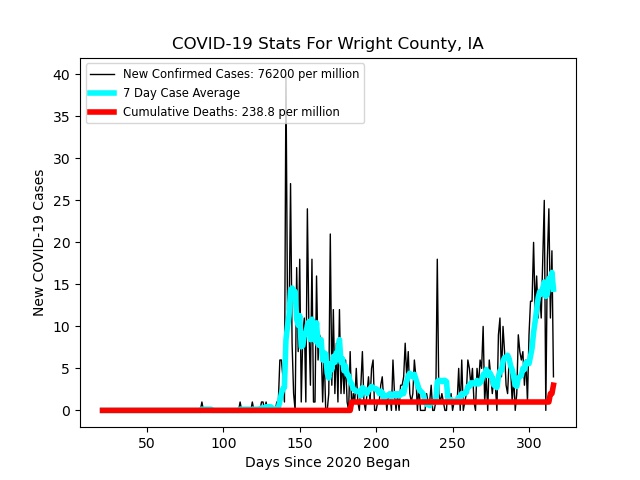 COVID-19 Stats For Wright County, IA
New Confirmed Cases: 76200 per million
7 Day Case Average
Cumulative Deaths: 238.8 per million
New COVID-19 Cases
40
35
30
25
20
15
10
5
0
50 100 150 200 250 300
Days Since 2020 Began